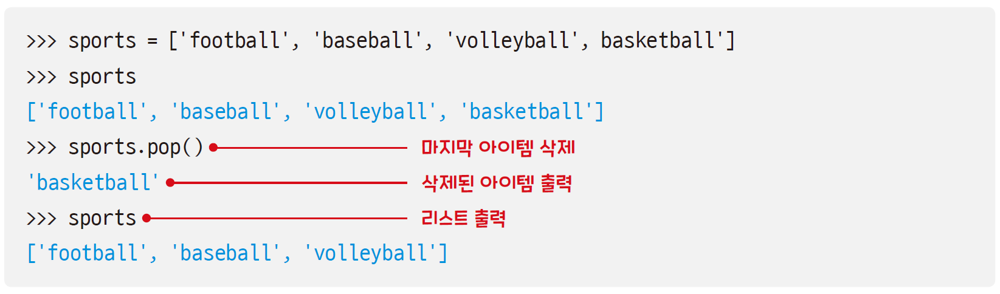 >>> sports = ['football', 'baseball', 'volleyball', basketball']
>>> sports
['football', 'baseball', 'volleyball', 'basketball']
>>> sports.pop() 마지막 아이템 삭제
'basketball' 삭제된 아이템 출력
>>> sports 리스트 출력
['football', 'baseball', 'volleyball']